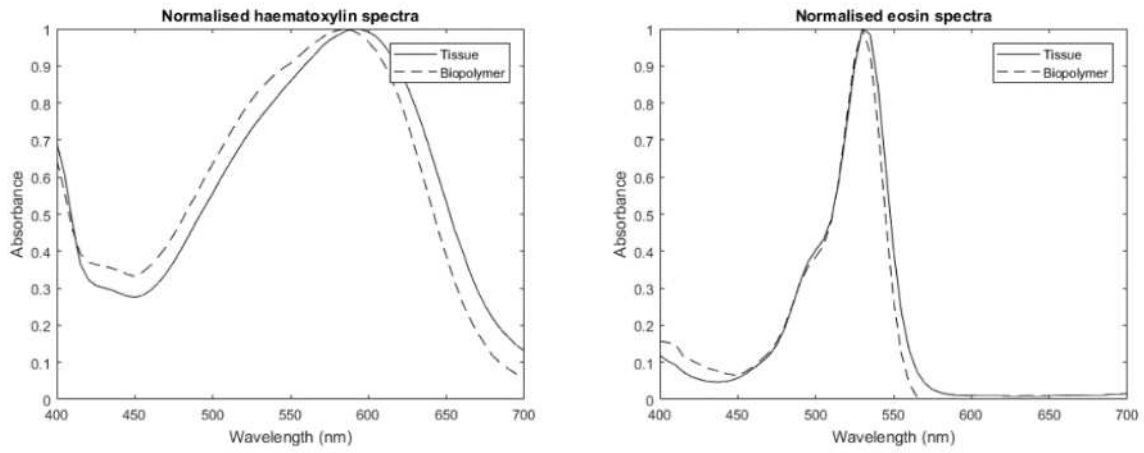 Normalised haematoxylin spectra
1
0.9
0.8
0.7
0.6
0.5
0.4
0.3
0.2
0.1
0
Absorbance
Tissue
Biopolymer
400 450 500 550 600 650 700
Wavelength (nm)
Normalised eosin spectra
1
0.9
0.8
0.7
0.6
0.5
0.4
0.3
0.2
0.1
0
Absorbance
Tissue
Biopolymer
400 450 500 550 600 650 700
Wavelength (nm)